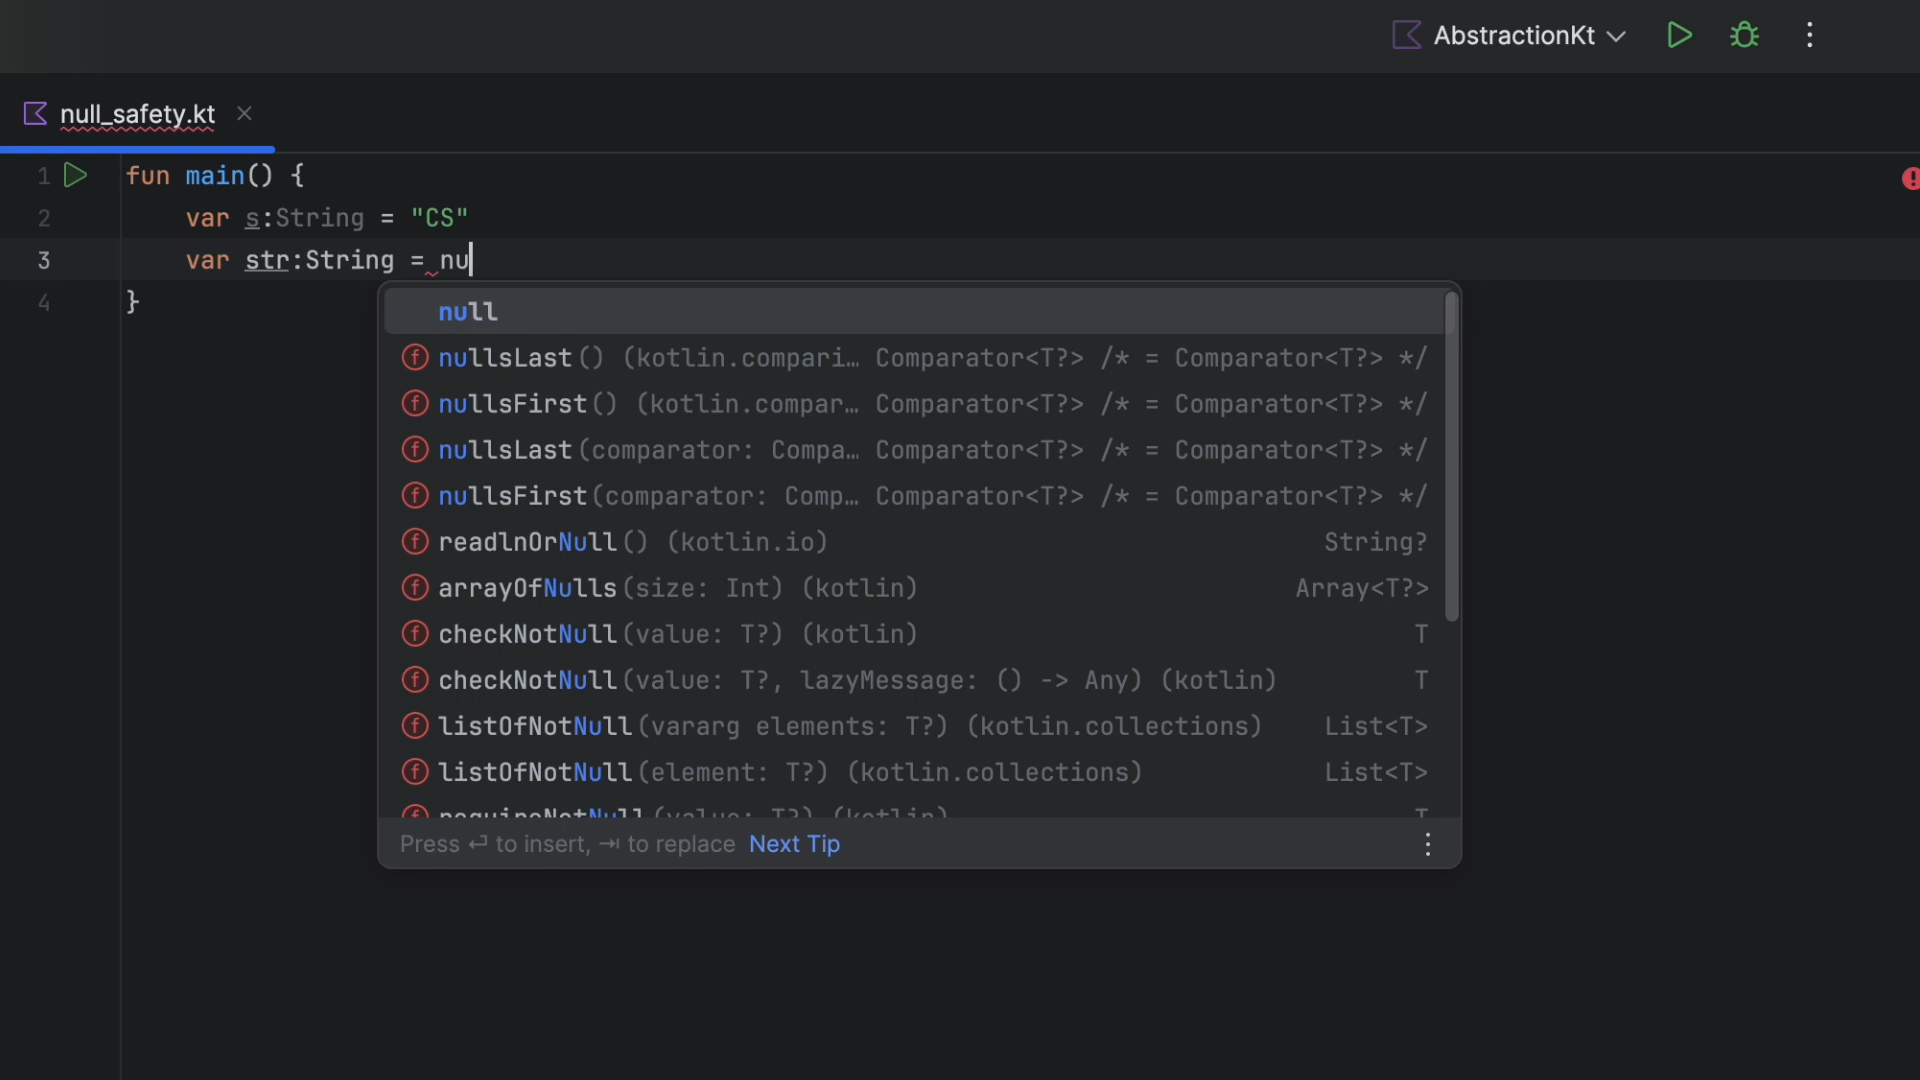 AbstractionKt
null_safety.kt
1 fun main() {
2 var s:String = "CS"
3 var str:String = nu
4 }
null
f nullsLast() (kotlin.compari… Comparator<T?> /* = Comparator<T?> */
f nullsFirst() (kotlin.compar… Comparator<T?> /* = Comparator<T?> */
f nullsLast(comparator: Compa… Comparator<T?> /* = Comparator<T?> */
f nullsFirst(comparator: Comp… Comparator<T?> /* = Comparator<T?> */
f readlnOrNull() (kotlin.io) String?
f arrayOfNulls(size: Int) (kotlin) Array<T?>
f checkNotNull(value: T?) (kotlin) T
f checkNotNull(value: T?, lazyMessage: () -> Any) (kotlin) T
f listOfNotNull(vararg elements: T?) (kotlin.collections) List<T>
f listOfNotNull(element: T?) (kotlin.collections) List<T>
f requireNotNull(value: T?) (kotlin) T
Press ⏎ to insert, ⇥ to replace Next Tip